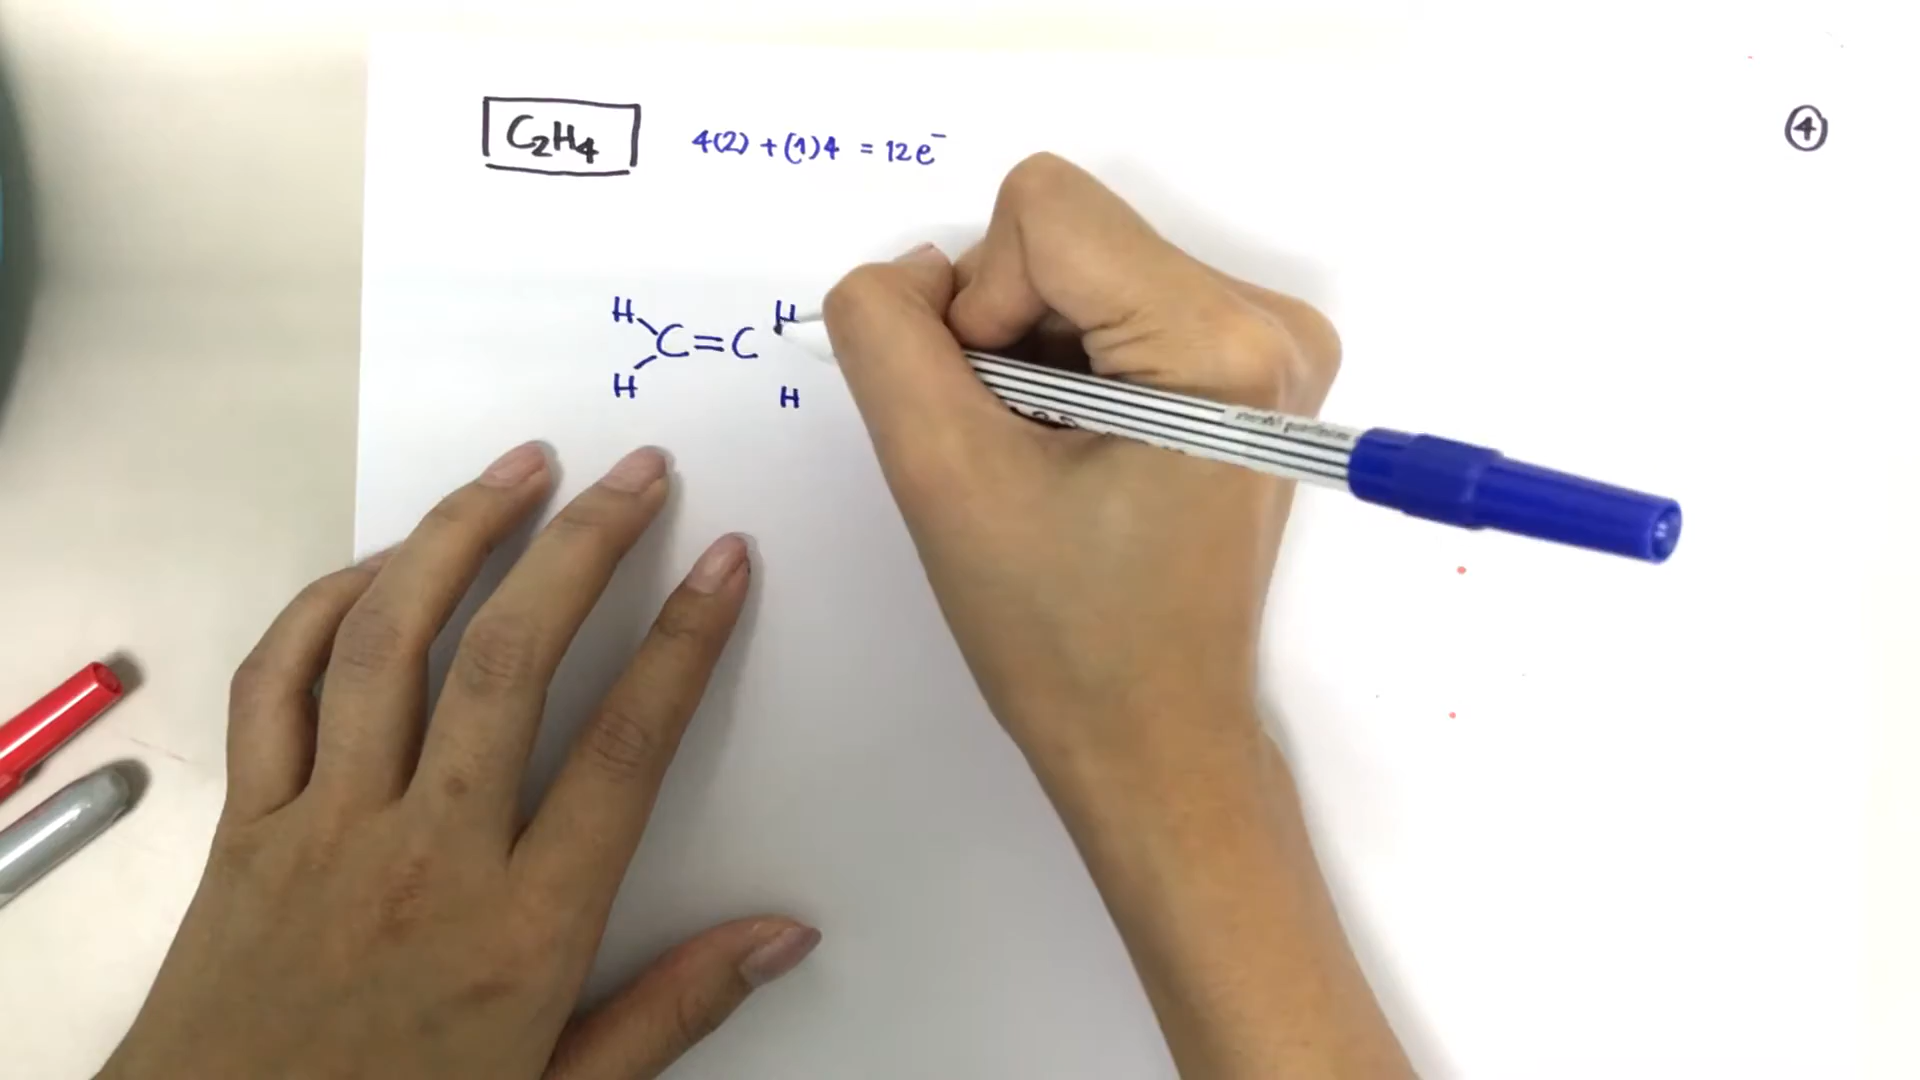 C₂H₄ 4(2) + (1)4 = 12e⁻
④
H H
C=C
H H